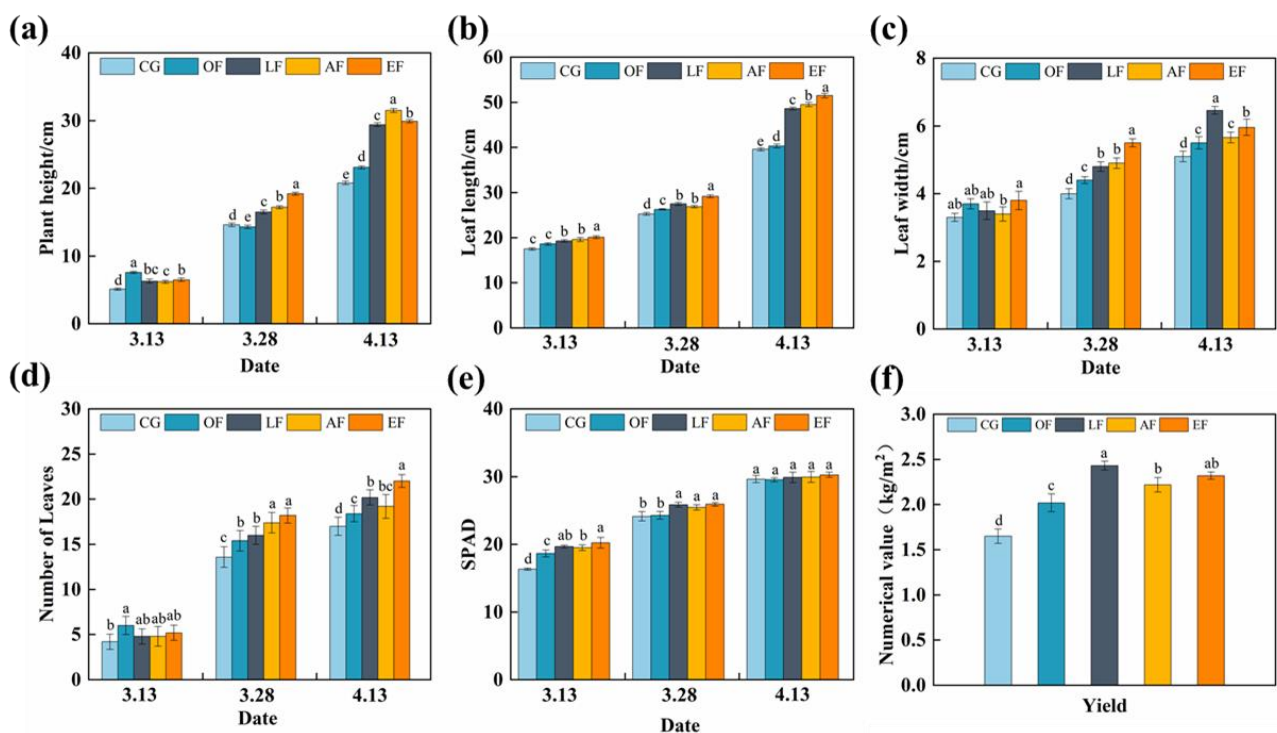 (a)
40
30
20
10
0
Plant height/cm
CG OF LF AF EF
d a bc c b
d e c b a
e d c a b
3.13 3.28 4.13
Date
(b)
60
50
40
30
20
10
0
Leaf length/cm
CG OF LF AF EF
c c b b a
d c b c a
e d c b a
3.13 3.28 4.13
Date
(c)
8
6
4
2
0
Leaf width/cm
CG OF LF AF EF
ab ab ab b a
d c b b a
d c a c b
3.13 3.28 4.13
Date
(d)
30
25
20
15
10
5
0
Number of Leaves
CG OF LF AF EF
b a ab ab ab
c b b a a
d c b bc a
3.13 3.28 4.13
Date
(e)
40
30
20
10
0
SPAD
CG OF LF AF EF
d c ab b a
b b a a a
a a a a a
3.13 3.28 4.13
Date
(f)
3.0
2.5
2.0
1.5
1.0
0.5
0.0
Numerical value（kg/m²）
CG OF LF AF EF
d c a b ab
Yield